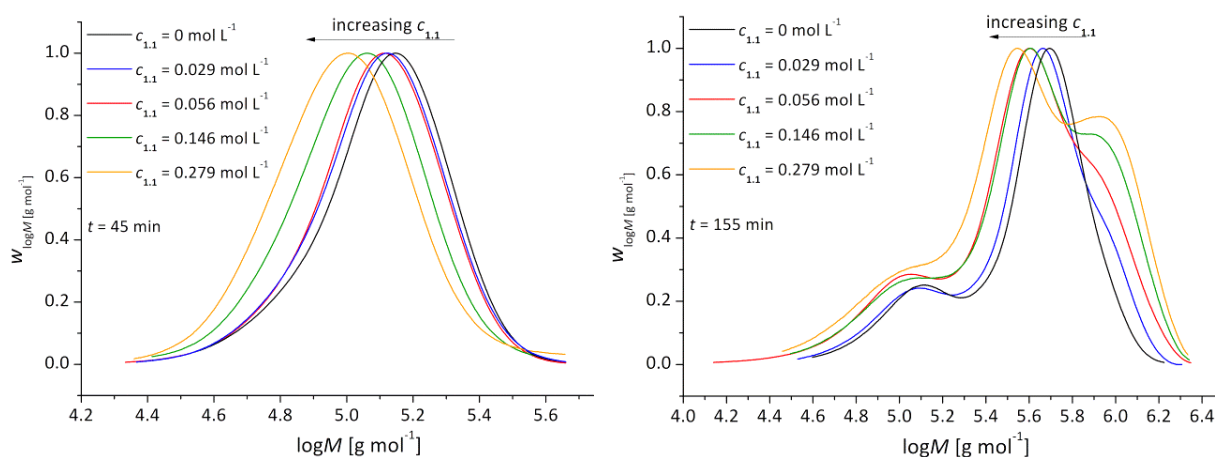 increasing c₁.₁
c₁.₁ = 0 mol L⁻¹
c₁.₁ = 0.029 mol L⁻¹
c₁.₁ = 0.056 mol L⁻¹
c₁.₁ = 0.146 mol L⁻¹
c₁.₁ = 0.279 mol L⁻¹
t = 45 min
w_logM [g mol⁻¹]
1.0
0.8
0.6
0.4
0.2
0.0
4.2 4.4 4.6 4.8 5.0 5.2 5.4 5.6
logM [g mol⁻¹]
increasing c₁.₁
c₁.₁ = 0 mol L⁻¹
c₁.₁ = 0.029 mol L⁻¹
c₁.₁ = 0.056 mol L⁻¹
c₁.₁ = 0.146 mol L⁻¹
c₁.₁ = 0.279 mol L⁻¹
t = 155 min
w_logM [g mol⁻¹]
1.0
0.8
0.6
0.4
0.2
0.0
4.0 4.2 4.4 4.6 4.8 5.0 5.2 5.4 5.6 5.8 6.0 6.2 6.4
logM [g mol⁻¹]